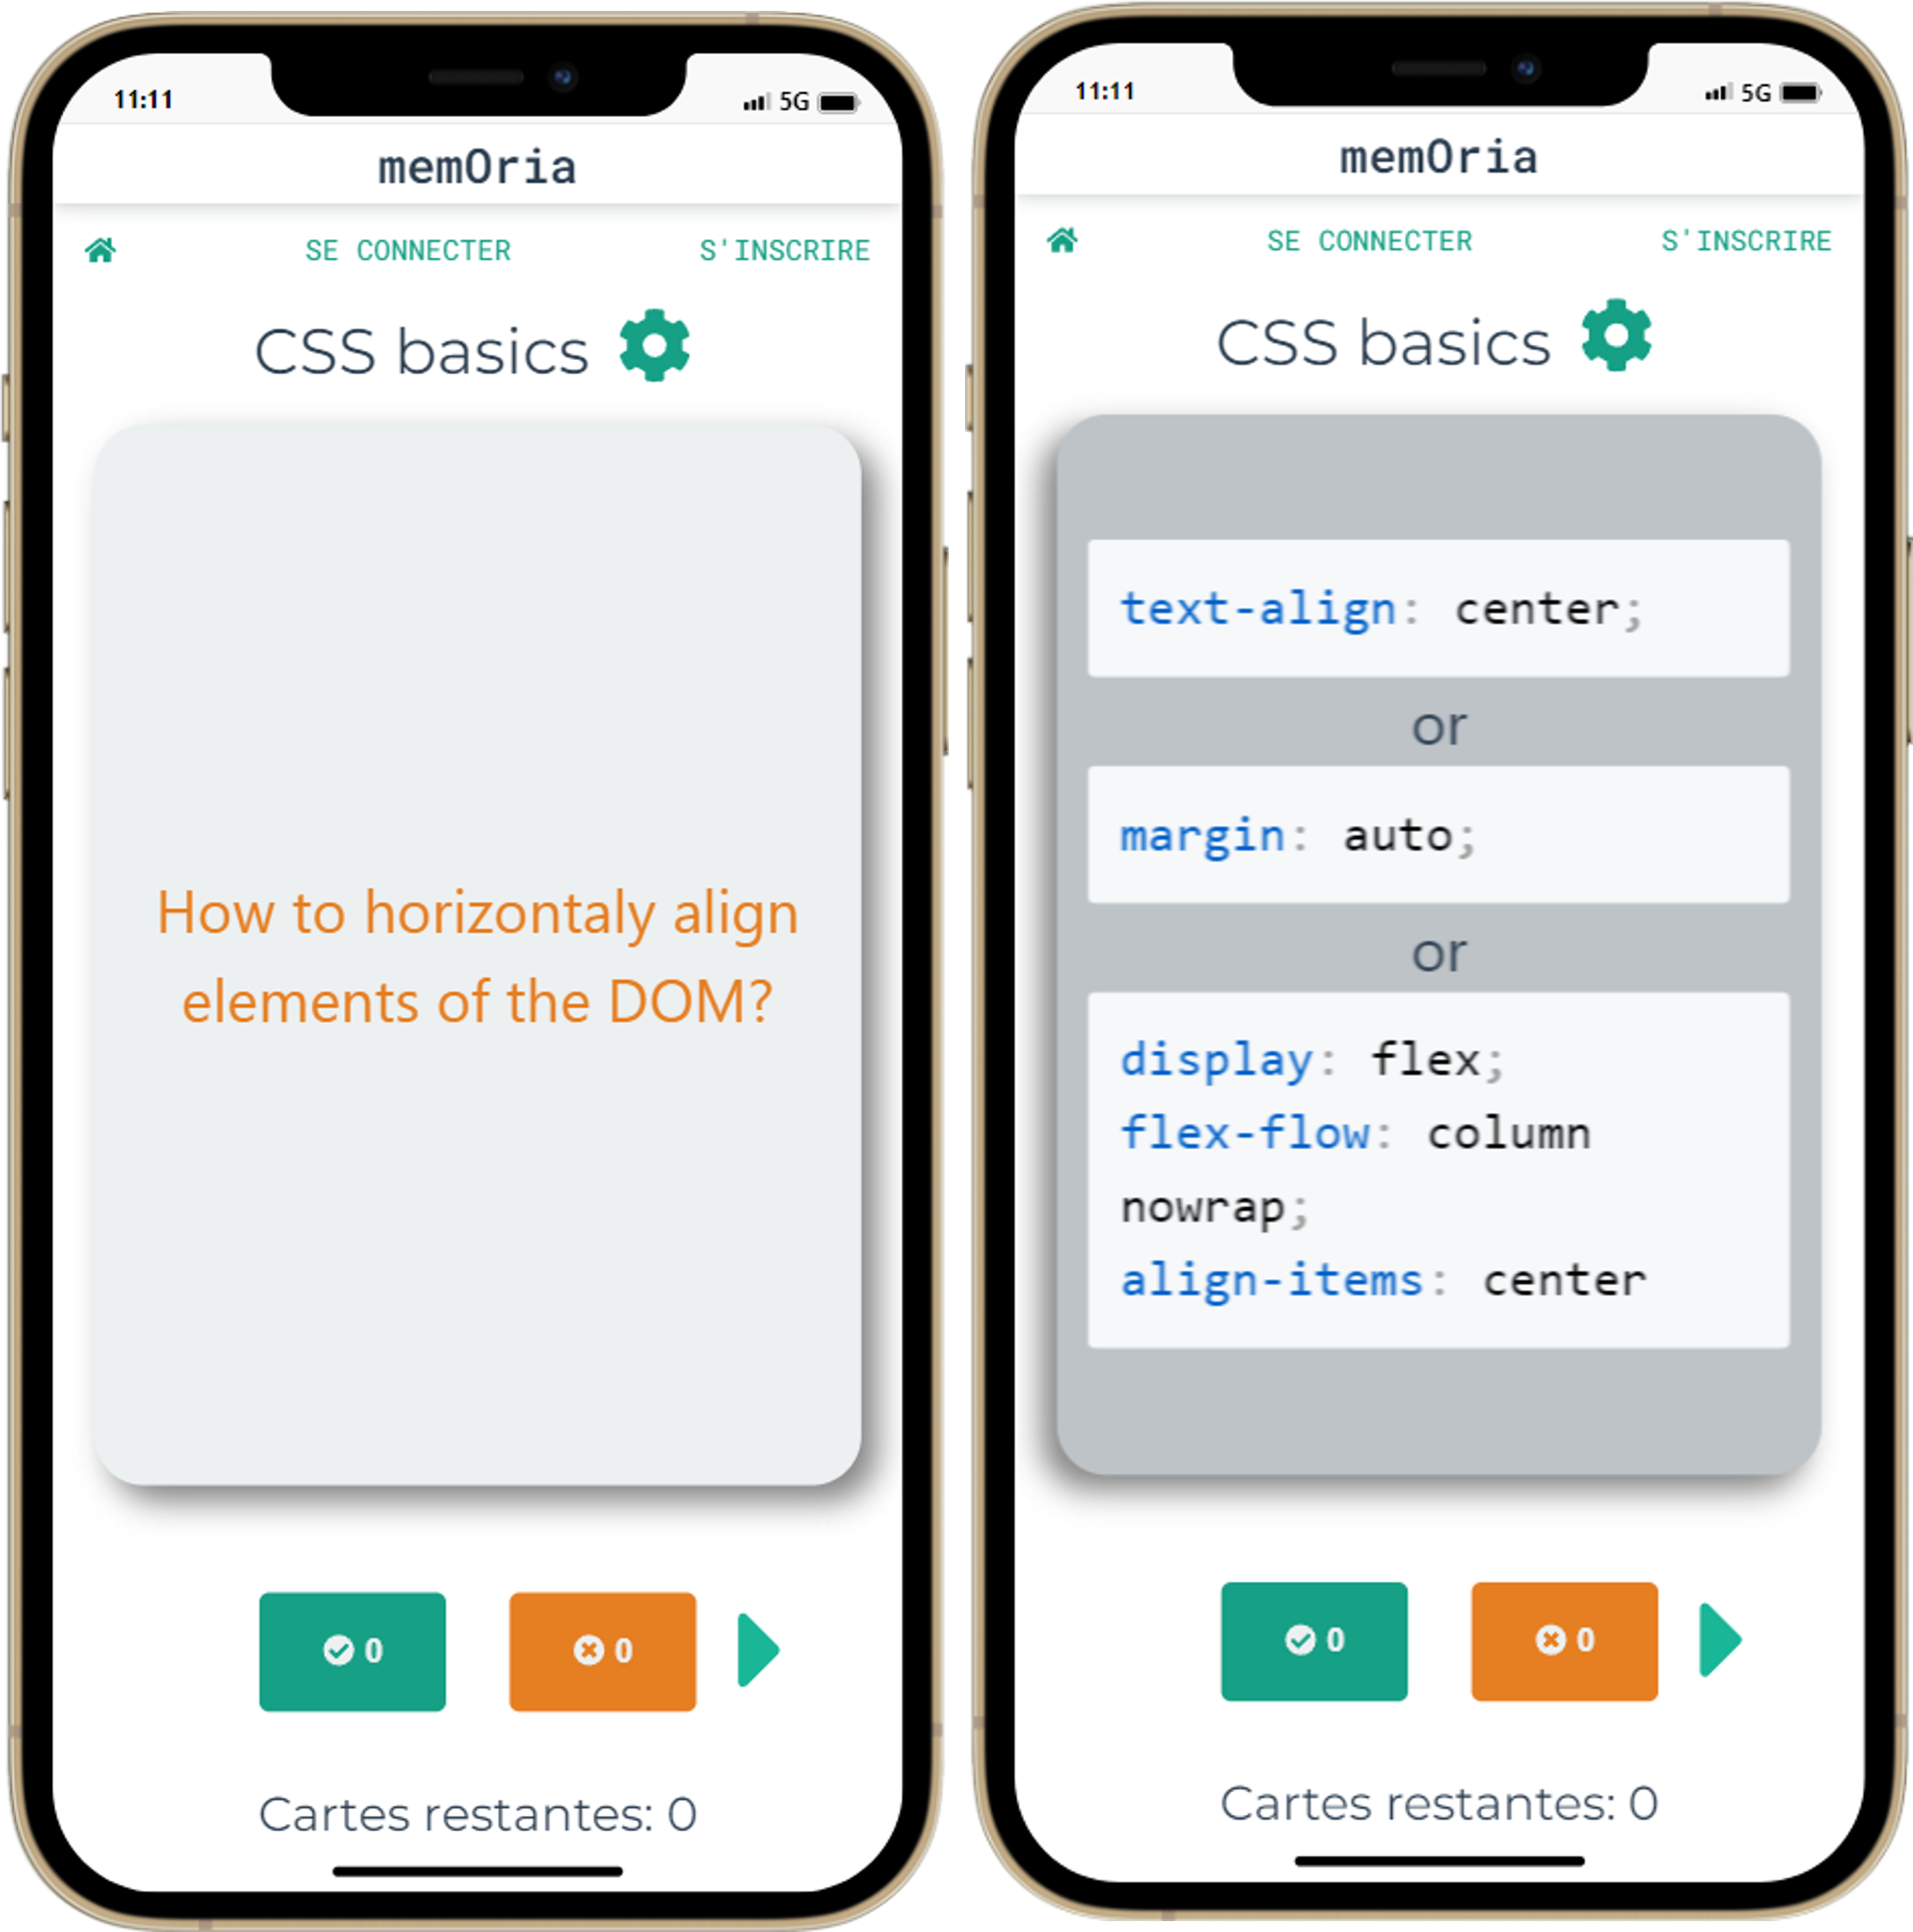 11:11
5G
memOria
SE CONNECTER
S'INSCRIRE
CSS basics
How to horizontaly align
elements of the DOM?
0
0
Cartes restantes: 0
11:11
5G
memOria
SE CONNECTER
S'INSCRIRE
CSS basics
text-align: center;
or
margin: auto;
or
display: flex;
flex-flow: column
nowrap;
align-items: center
0
0
Cartes restantes: 0